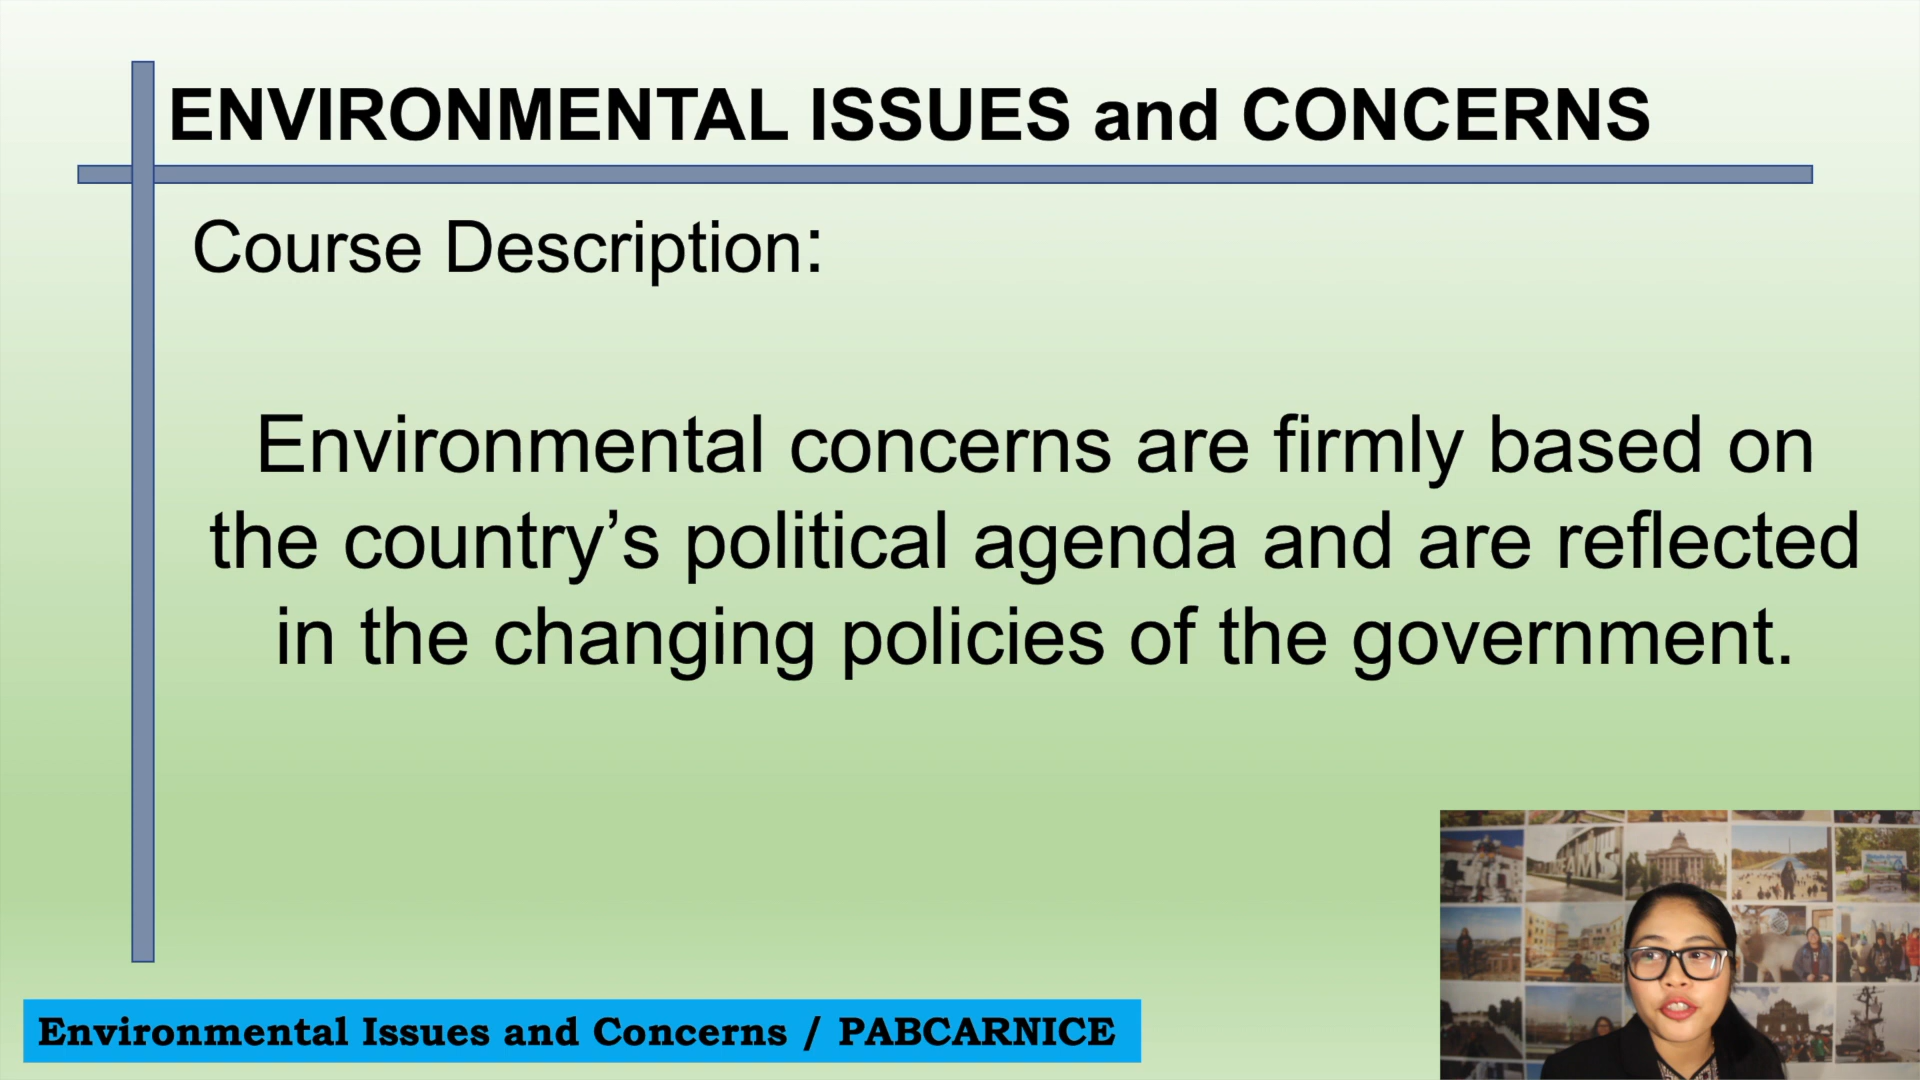 ENVIRONMENTAL ISSUES and CONCERNS
Course Description:
Environmental concerns are firmly based on
the country’s political agenda and are reflected
in the changing policies of the government.
Environmental Issues and Concerns / PABCARNICE